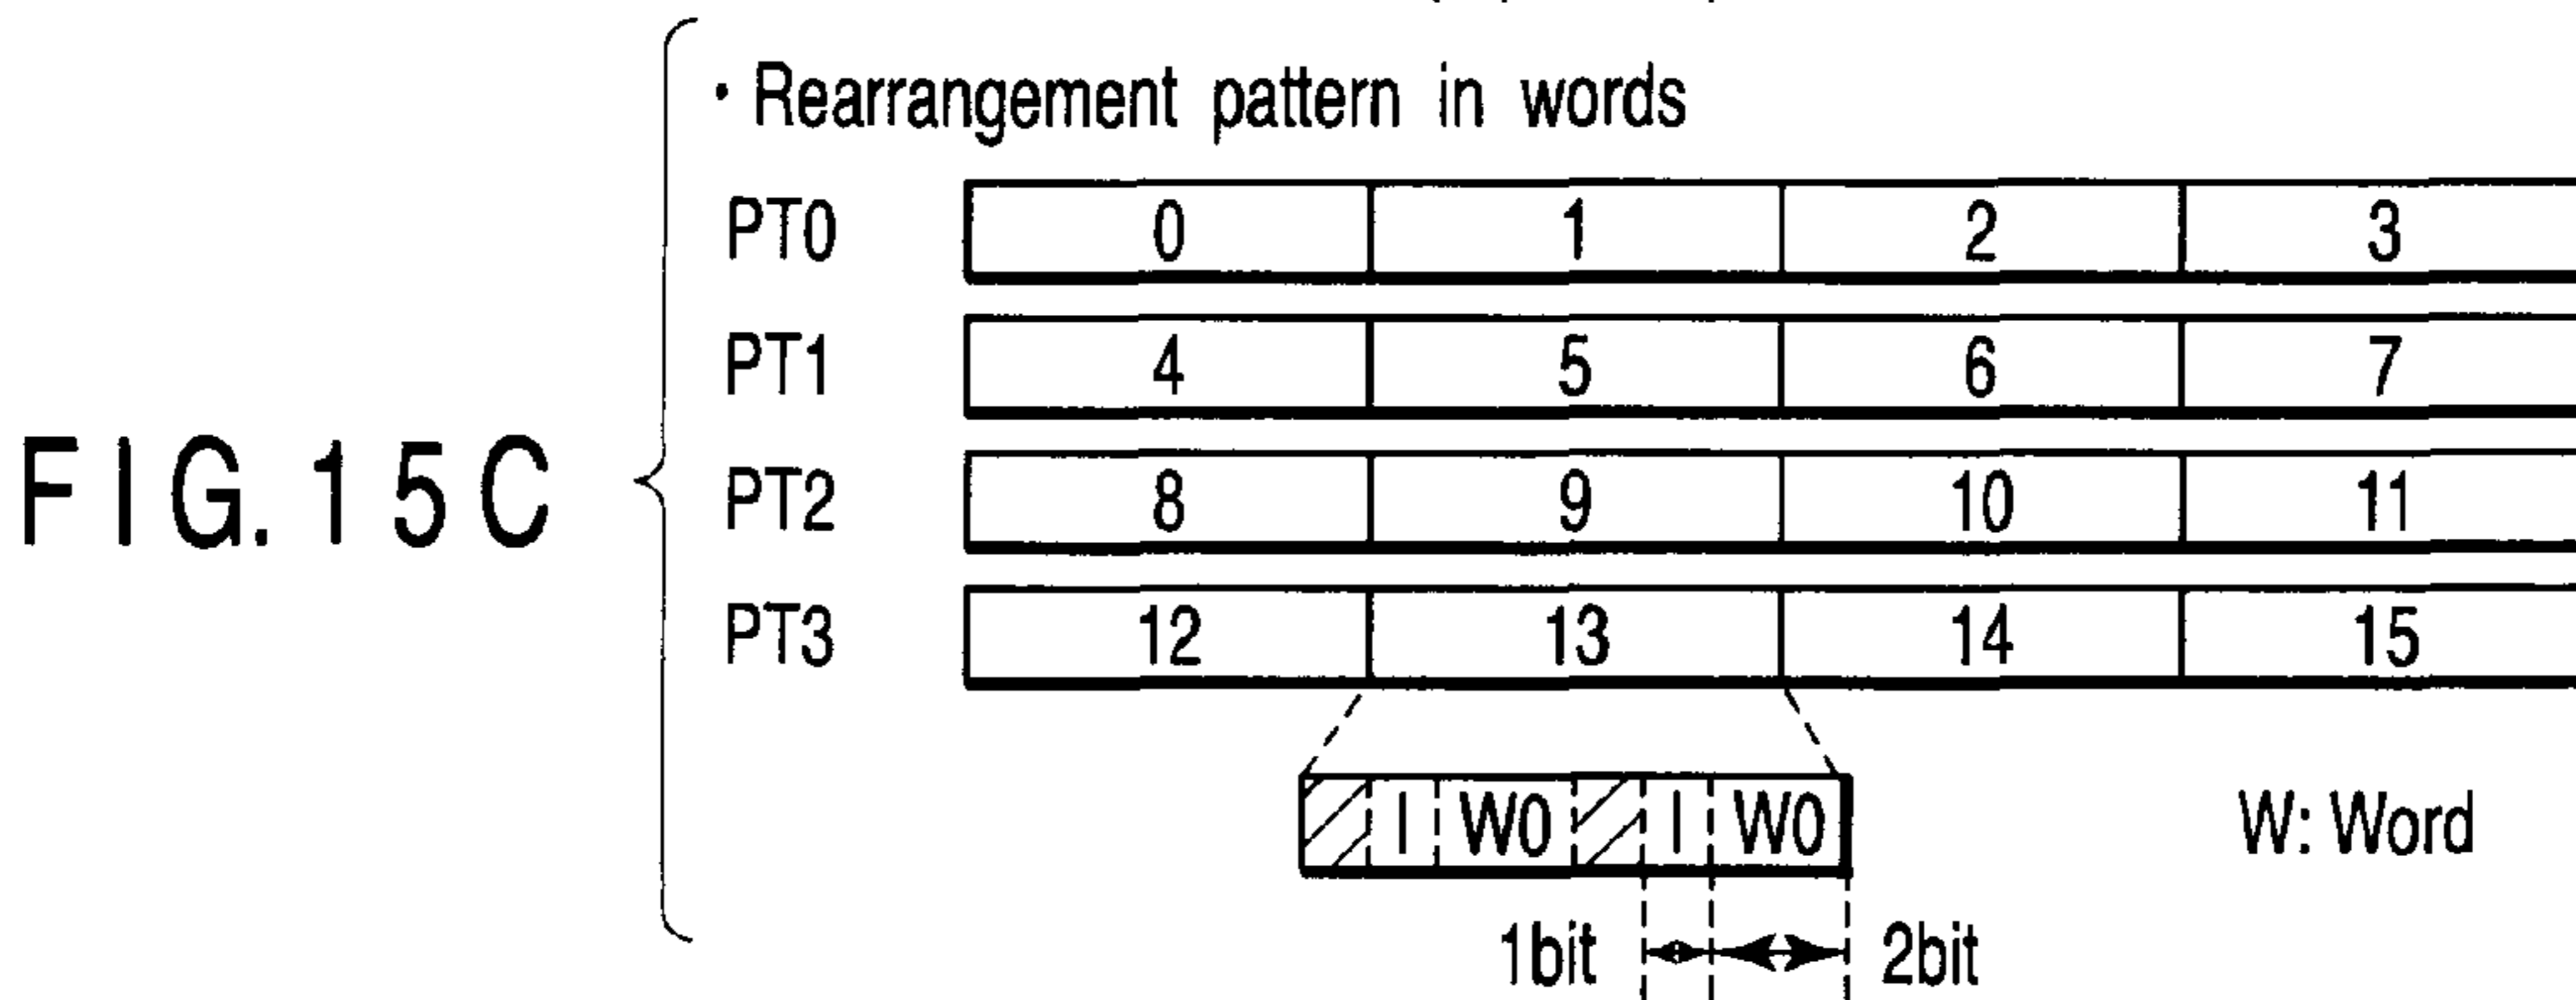 · Rearrangement pattern in words
PT0 0 1 2 3
PT1 4 5 6 7
FIG. 15C
PT2 8 9 10 11
PT3 12 13 14 15
I W0 I W0 W: Word
1bit 2bit